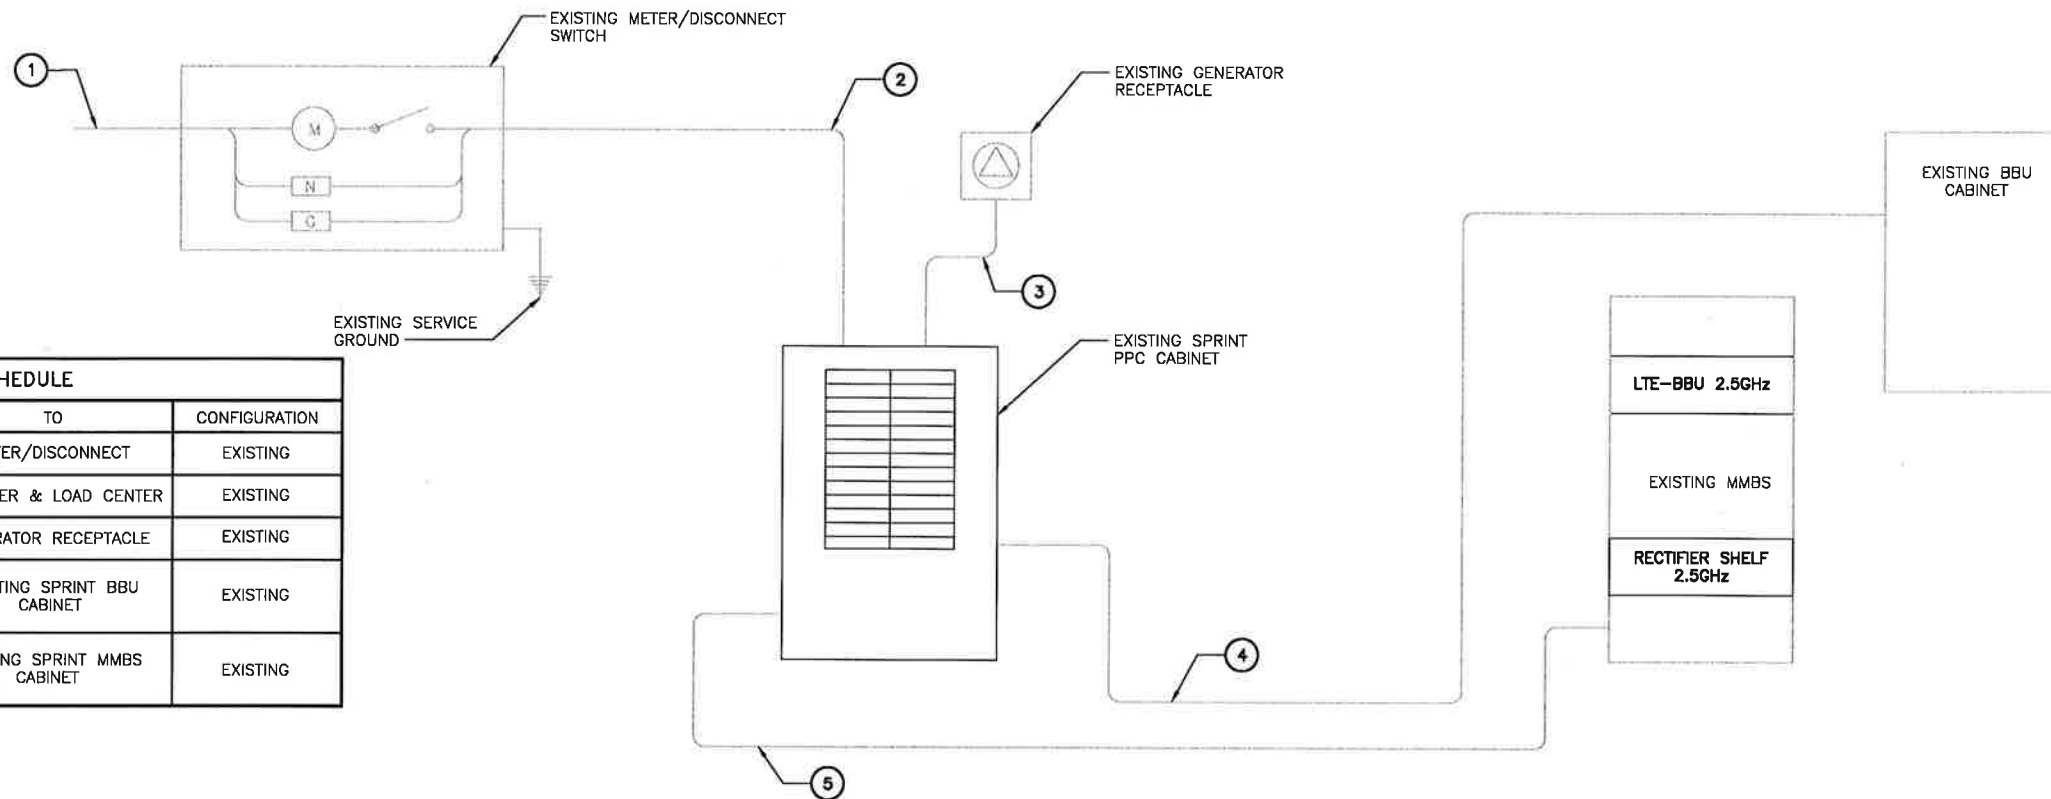 EXISTING METER/DISCONNECT
SWITCH
1
2
EXISTING GENERATOR
RECEPTACLE
M
N
G
EXISTING BBU
CABINET
3
EXISTING SERVICE
GROUND
EXISTING SPRINT
PPC CABINET
LTE-BBU 2.5GHz
EXISTING MMBS
RECTIFIER SHELF
2.5GHz
4
5
HEDULE
TO CONFIGURATION
ER/DISCONNECT EXISTING
ER & LOAD CENTER EXISTING
RATOR RECEPTACLE EXISTING
TING SPRINT BBU
CABINET EXISTING
NG SPRINT MMBS
CABINET EXISTING